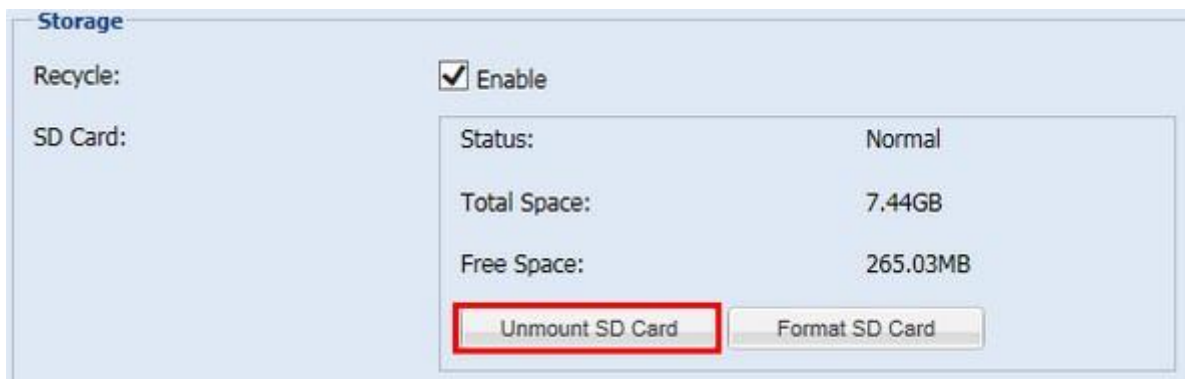 Storage
Recycle: Enable
SD Card: Status: Normal
Total Space: 7.44GB
Free Space: 265.03MB
Unmount SD Card Format SD Card